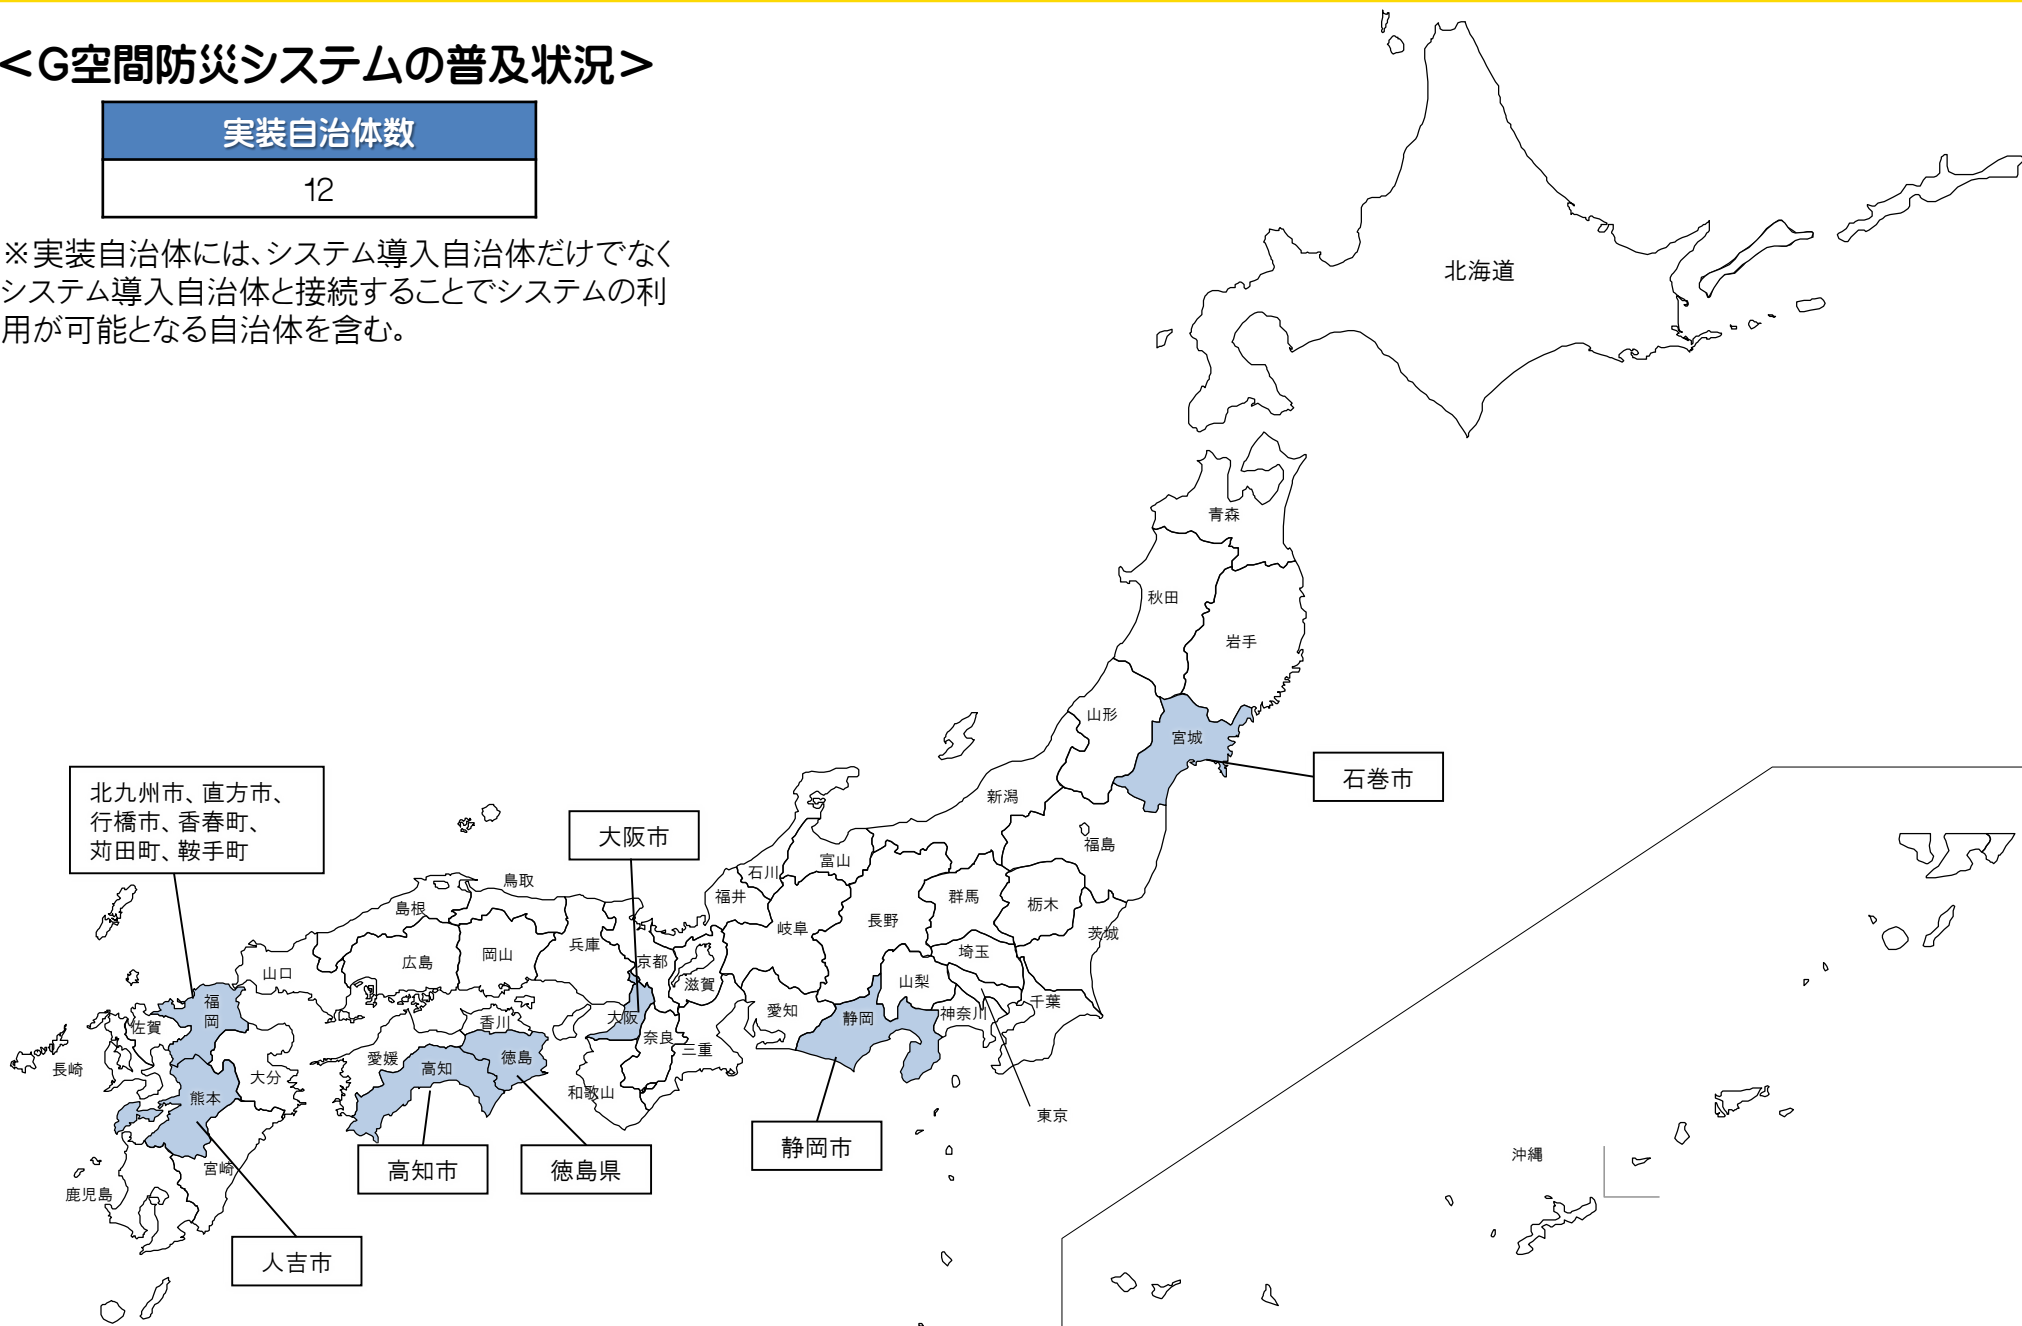 <G空間防災システムの普及状況>
実装自治体数
12
※実装自治体には、システム導入自治体だけでなく
システム導入自治体と接続することでシステムの利
用が可能となる自治体を含む。
北海道
青森
秋田
岩手
山形
宮城
石巻市
新潟
福島
北九州市、直方市、
行橋市、香春町、
苅田町、鞍手町
大阪市
富山
石川
福井
群馬
栃木
鳥取
島根
長野
岐阜
茨城
兵庫
岡山
広島
京都
埼玉
山口
滋賀
山梨
福
岡
千葉
愛知
神奈川
静岡
大阪
香川
佐賀
奈良
三重
徳島
愛媛
高知
長崎
大分
和歌山
熊本
東京
静岡市
高知市
徳島県
宮崎
鹿児島
沖縄
人吉市